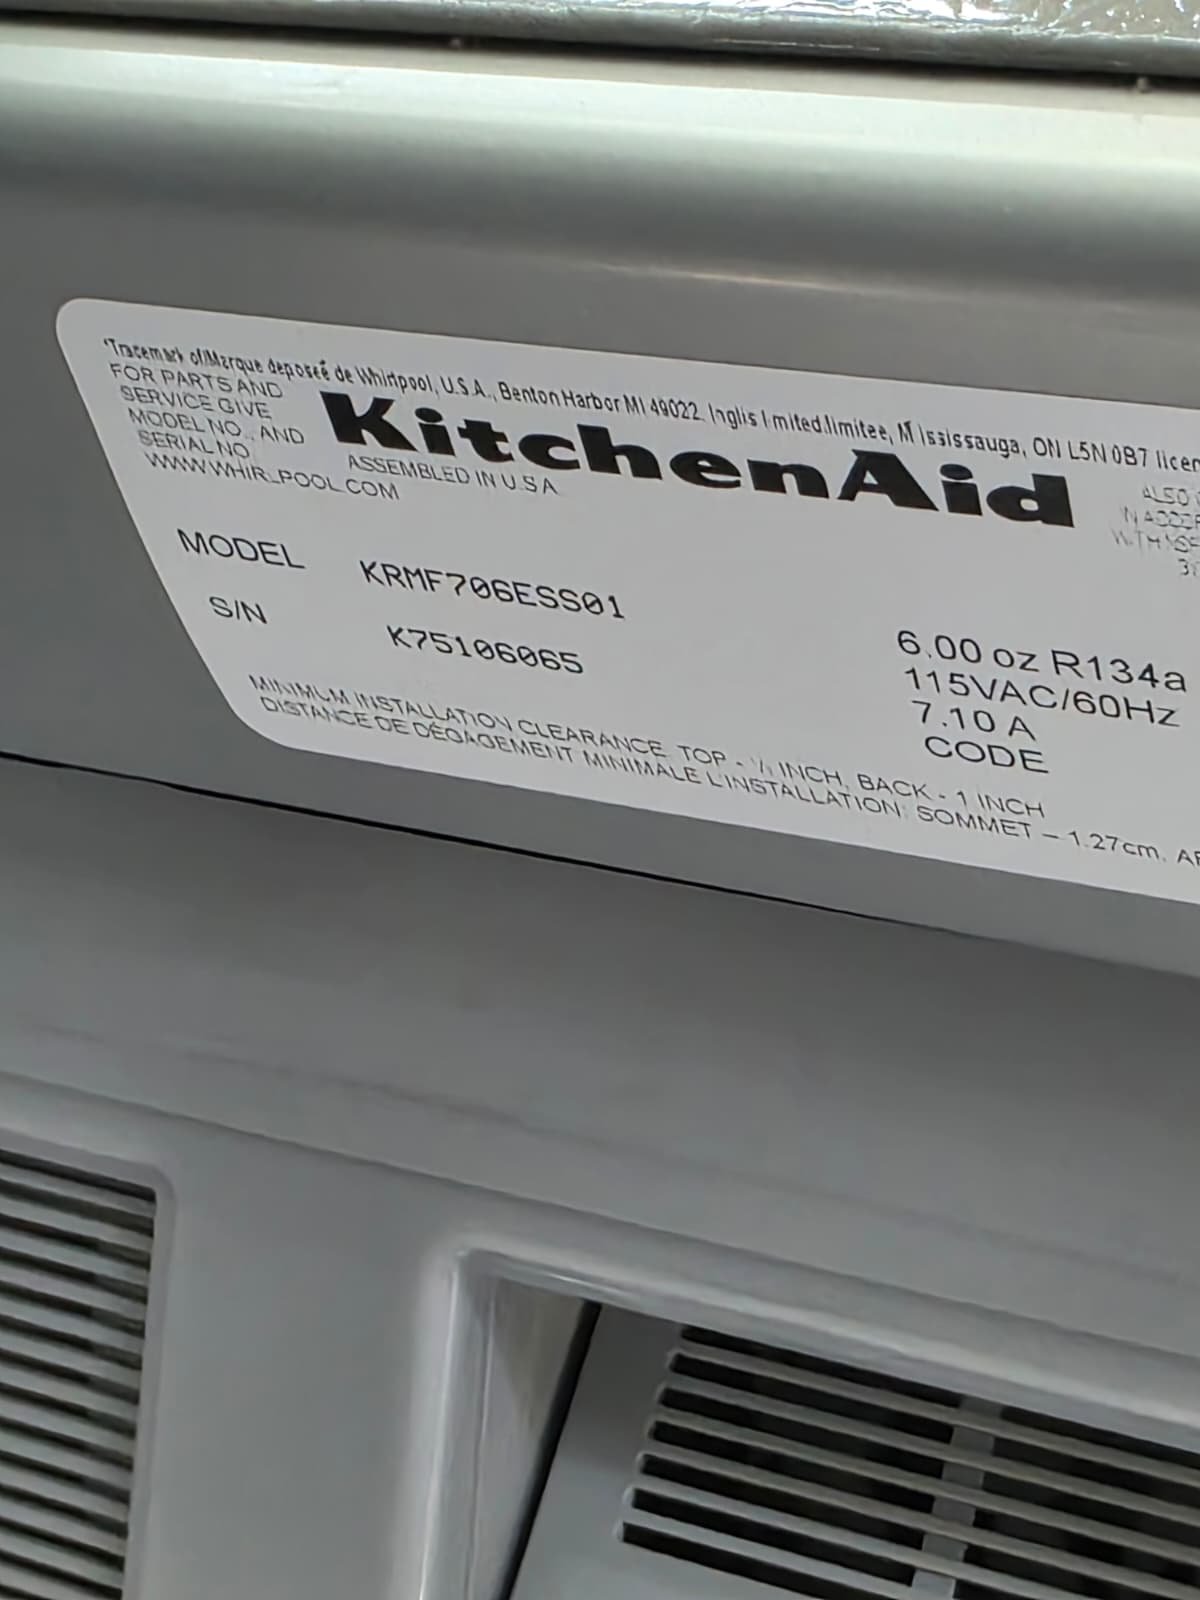 *Trademark of/Marque deposeé de Whirlpool, U.S.A., Benton Harbor MI 49022. Inglis Limited/limitee, Mississauga, ON L5N 0B7 licen
FOR PARTS AND
SERVICE GIVE
MODEL NO., AND
SERIAL NO
WWW.WHIRLPOOL.COM
KitchenAid
ASSEMBLED IN U.S.A.
ALSO
MODEL KRMF706ESS01
S/N K75106065
6.00 oz R134a
115VAC/60Hz
7.10 A
CODE
MINIMUM INSTALLATION CLEARANCE TOP - INCH, BACK - 1 INCH
DISTANCE DE DÉGAGEMENT MINIMALE L'INSTALLATION: SOMMET – 1.27cm.